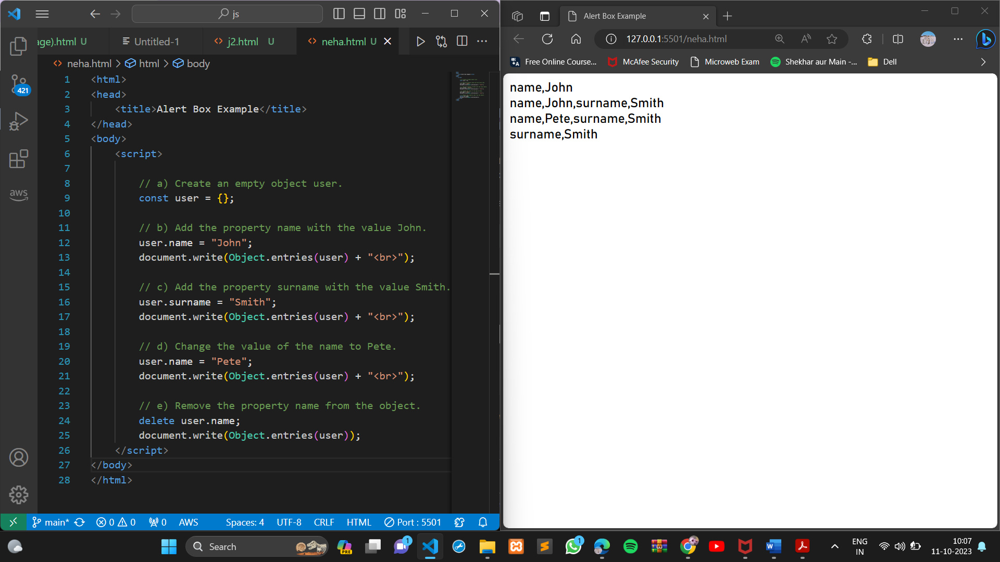 js
age).html U
Untitled-1
j2.html U
neha.html U
neha.html > html > body
1 <html>
2 <head>
3 <title>Alert Box Example</title>
4 </head>
5 <body>
6 <script>
7
8 // a) Create an empty object user.
9 const user = {};
10
11 // b) Add the property name with the value John.
12 user.name = "John";
13 document.write(Object.entries(user) + "<br>");
14
15 // c) Add the property surname with the value Smith.
16 user.surname = "Smith";
17 document.write(Object.entries(user) + "<br>");
18
19 // d) Change the value of the name to Pete.
20 user.name = "Pete";
21 document.write(Object.entries(user) + "<br>");
22
23 // e) Remove the property name from the object.
24 delete user.name;
25 document.write(Object.entries(user));
26 </script>
27 </body>
28 </html>
421
aws
main* 0 0 0 AWS Spaces: 4 UTF-8 CRLF HTML Port : 5501
Alert Box Example
127.0.0.1:5501/neha.html
Free Online Course... McAfee Security Microweb Exam Shekhar aur Main -... Dell
name,John
name,John,surname,Smith
name,Pete,surname,Smith
surname,Smith
Search
PRE
1
1
ENG
IN
10:07
11-10-2023